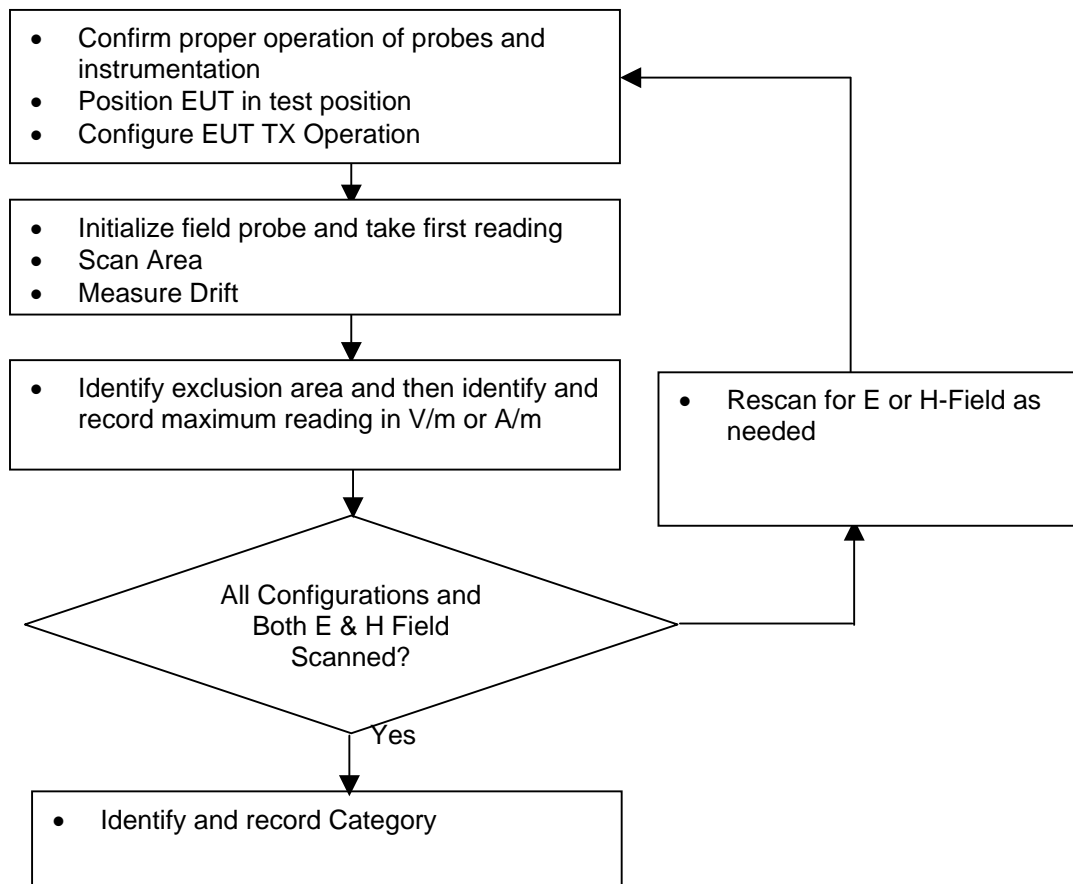 • Confirm proper operation of probes and
instrumentation
• Position EUT in test position
• Configure EUT TX Operation
• Initialize field probe and take first reading
• Scan Area
• Measure Drift
• Identify exclusion area and then identify and
record maximum reading in V/m or A/m
• Rescan for E or H-Field as
needed
All Configurations and
Both E & H Field
Scanned?
Yes
• Identify and record Category